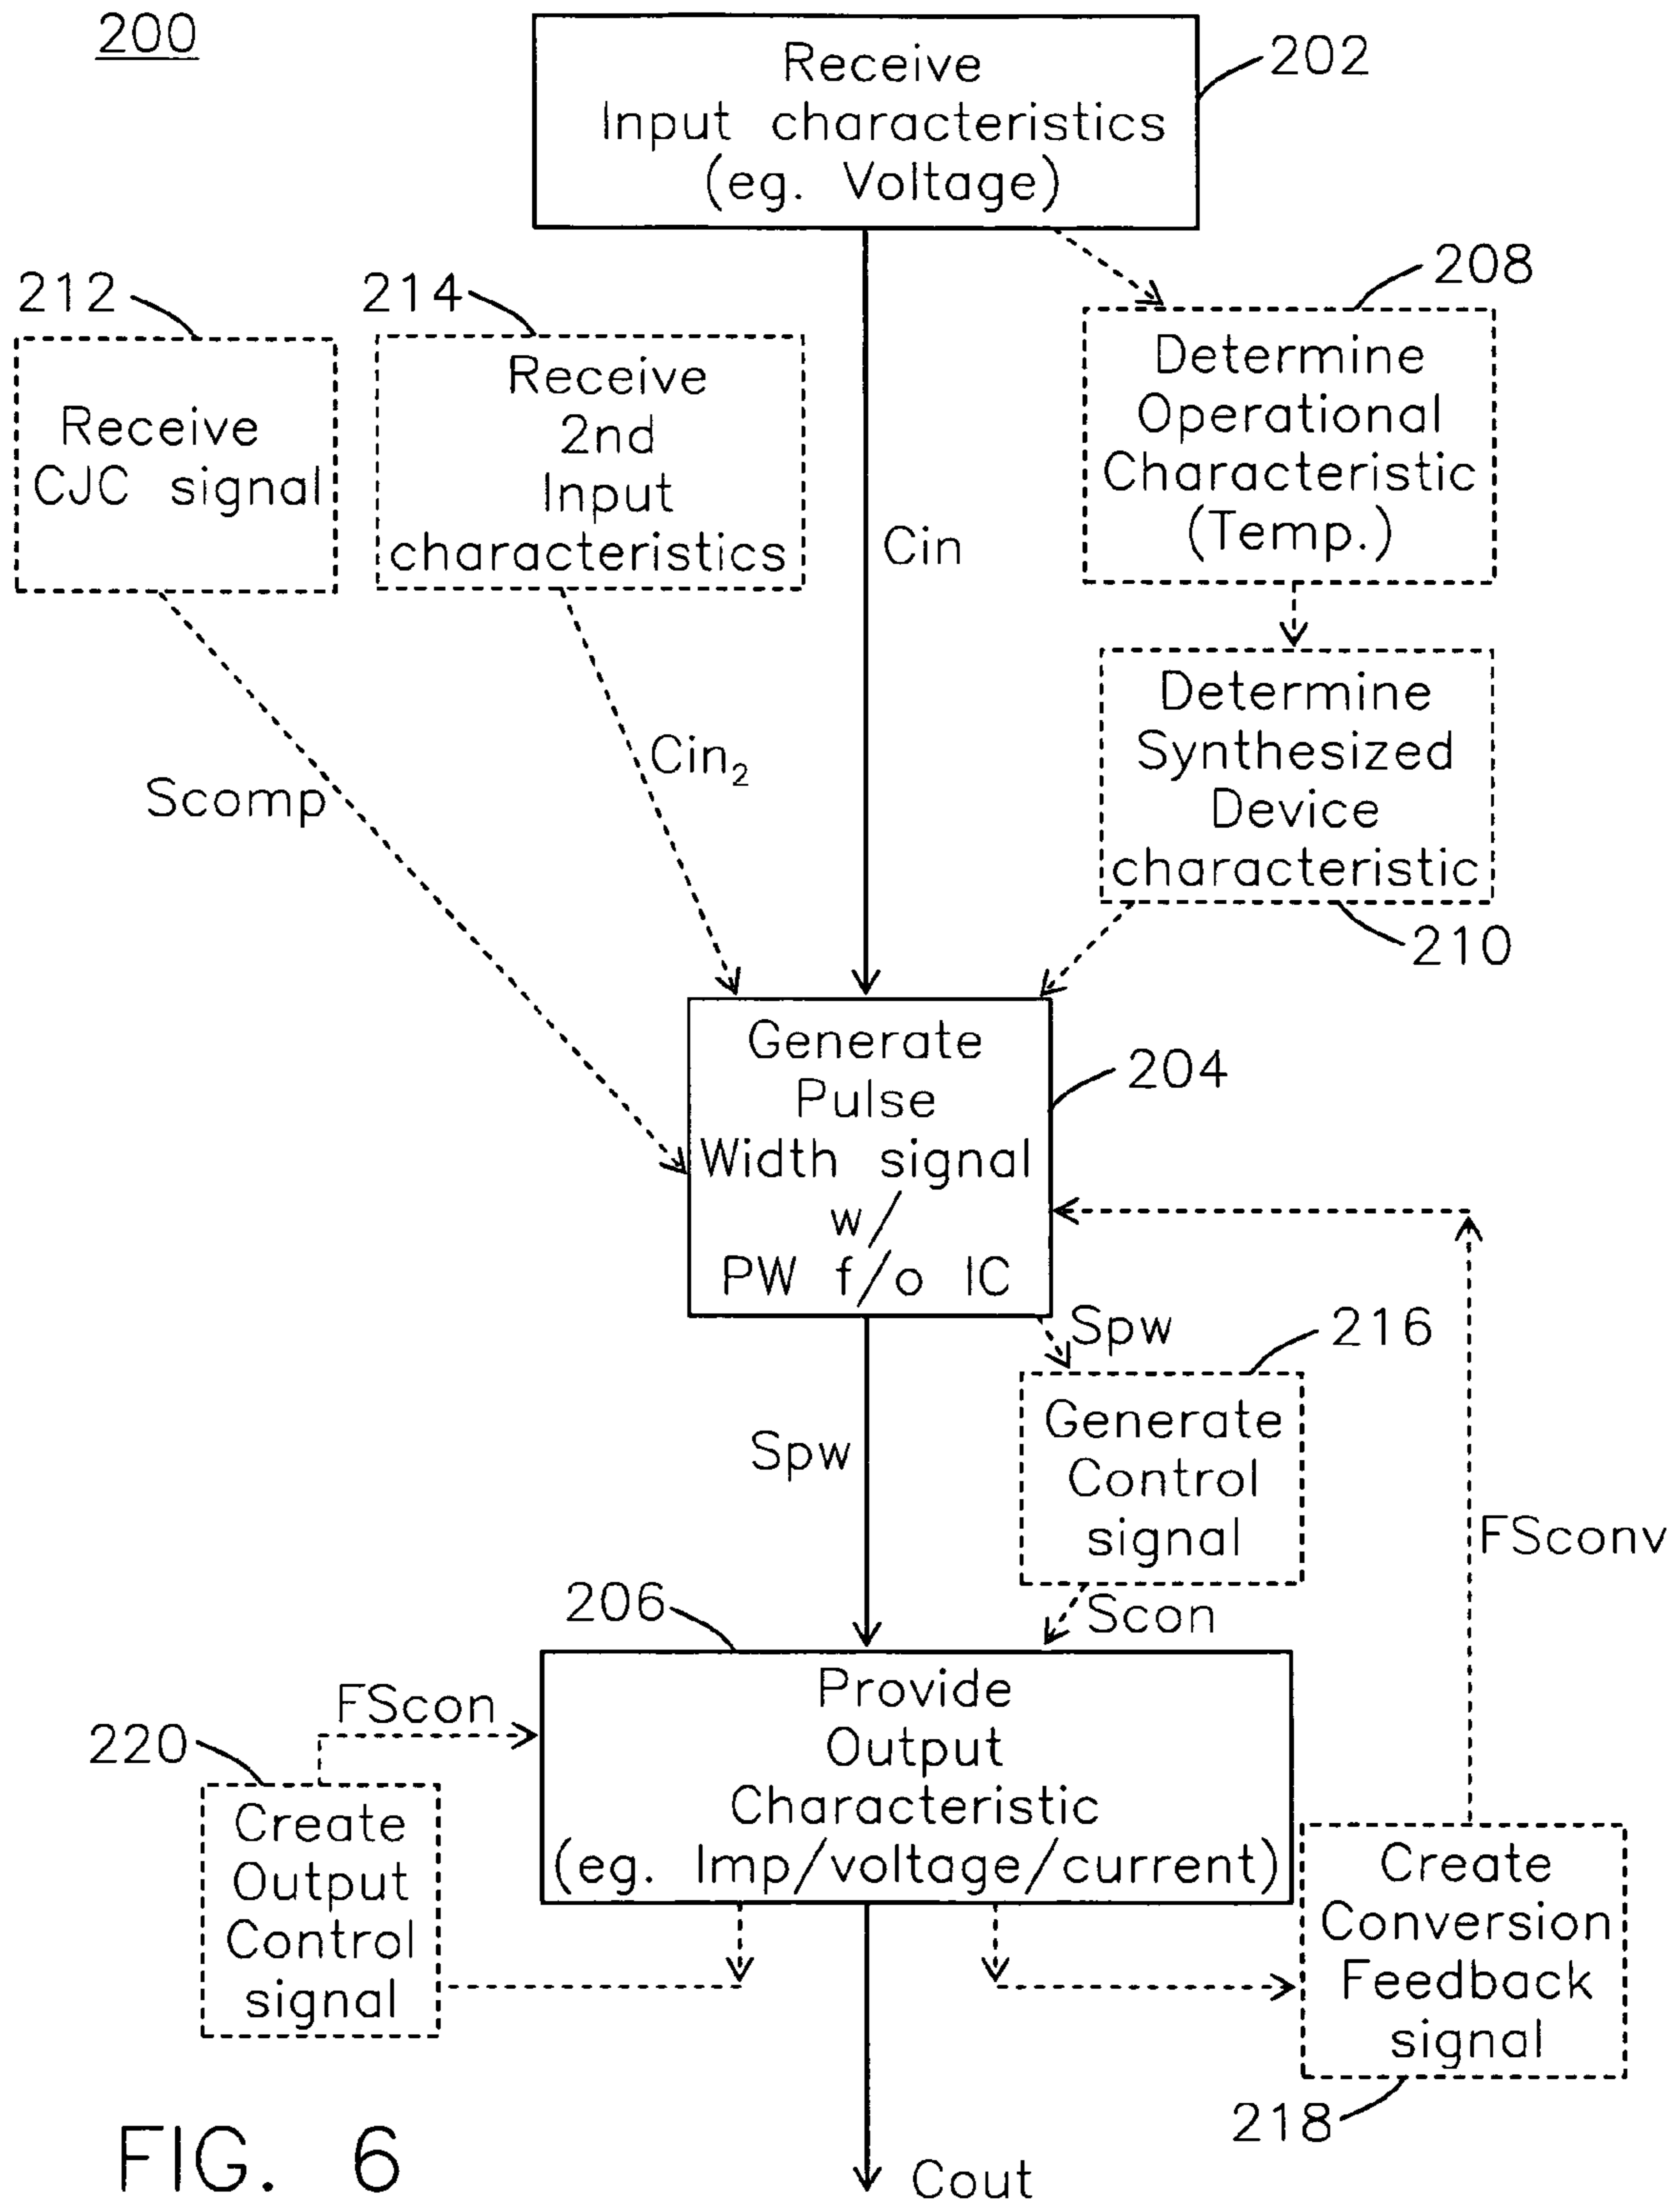 200
Receive
Input characteristics
(eg. Voltage)
202
212
214
208
Receive
CJC signal
Receive
2nd
Input
characteristics
Cin
Determine
Operational
Characteristic
(Temp.)
Determine
Synthesized
Device
characteristic
210
Scomp
Cin₂
Generate
Pulse
Width signal
w/
PW f/o IC
204
Spw
216
Generate
Control
signal
Spw
FSconv
Scon
206
Provide
Output
Characteristic
(eg. Imp/voltage/current)
FScon
220
Create
Output
Control
signal
Create
Conversion
Feedback
signal
218
Cout
FIG. 6